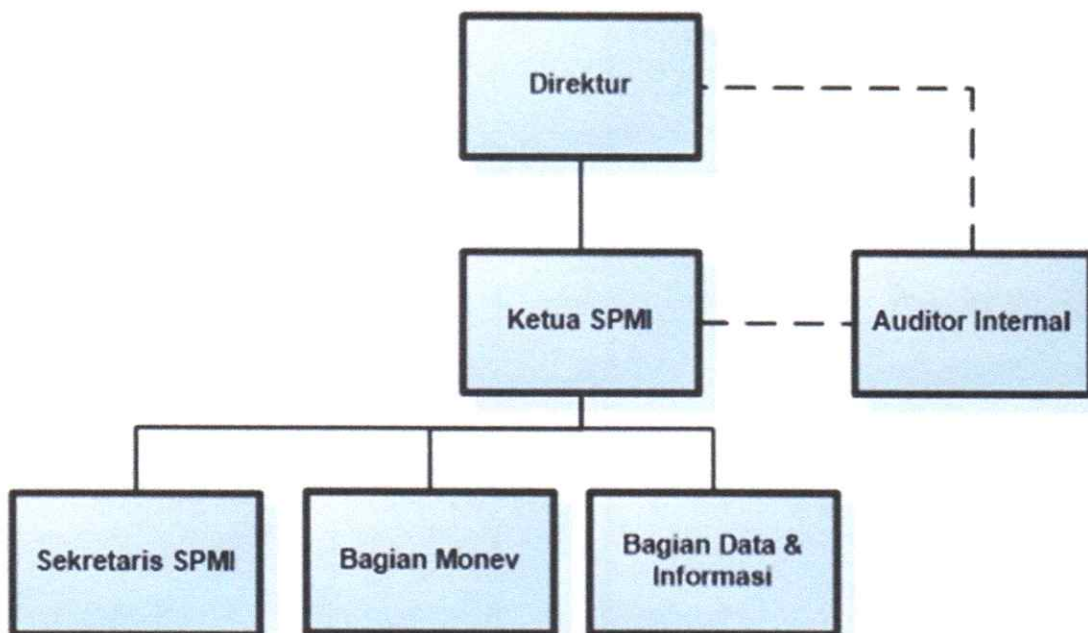 Direktur
Ketua SPMI
Auditor Internal
Sekretaris SPMI
Bagian Monev
Bagian Data &
Informasi